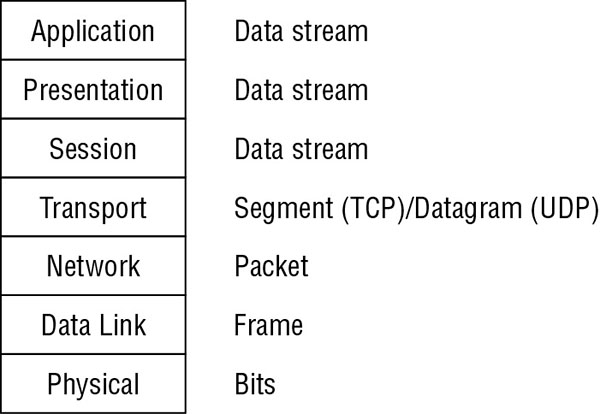 Application Data stream
Presentation Data stream
Session Data stream
Transport Segment (TCP)/Datagram (UDP)
Network Packet
Data Link Frame
Physical Bits